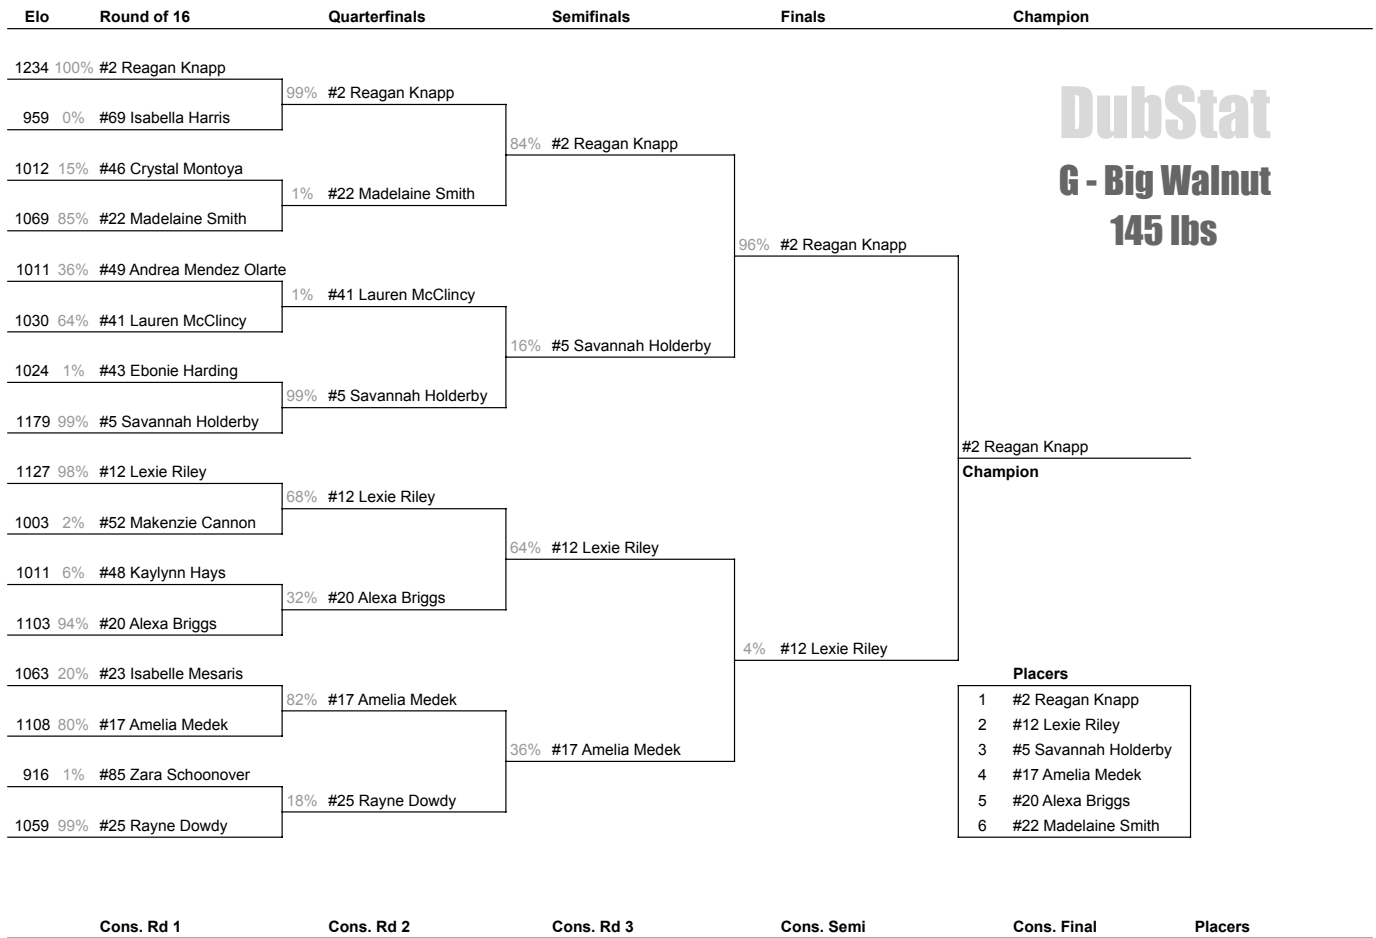 Elo Round of 16 Quarterfinals Semifinals Finals Champion
1234 100% #2 Reagan Knapp
99% #2 Reagan Knapp
959 0% #69 Isabella Harris
84% #2 Reagan Knapp
1012 15% #46 Crystal Montoya
1% #22 Madelaine Smith
1069 85% #22 Madelaine Smith
96% #2 Reagan Knapp
1011 36% #49 Andrea Mendez Olarte
1% #41 Lauren McClincy
1030 64% #41 Lauren McClincy
16% #5 Savannah Holderby
1024 1% #43 Ebonie Harding
99% #5 Savannah Holderby
1179 99% #5 Savannah Holderby
#2 Reagan Knapp
Champion
1127 98% #12 Lexie Riley
68% #12 Lexie Riley
1003 2% #52 Makenzie Cannon
64% #12 Lexie Riley
1011 6% #48 Kaylynn Hays
32% #20 Alexa Briggs
1103 94% #20 Alexa Briggs
4% #12 Lexie Riley
1063 20% #23 Isabelle Mesaris
82% #17 Amelia Medek
1108 80% #17 Amelia Medek
36% #17 Amelia Medek
916 1% #85 Zara Schoonover
18% #25 Rayne Dowdy
1059 99% #25 Rayne Dowdy
DubStat
G - Big Walnut
145 lbs
Placers
1 #2 Reagan Knapp
2 #12 Lexie Riley
3 #5 Savannah Holderby
4 #17 Amelia Medek
5 #20 Alexa Briggs
6 #22 Madelaine Smith
Cons. Rd 1 Cons. Rd 2 Cons. Rd 3 Cons. Semi Cons. Final Placers